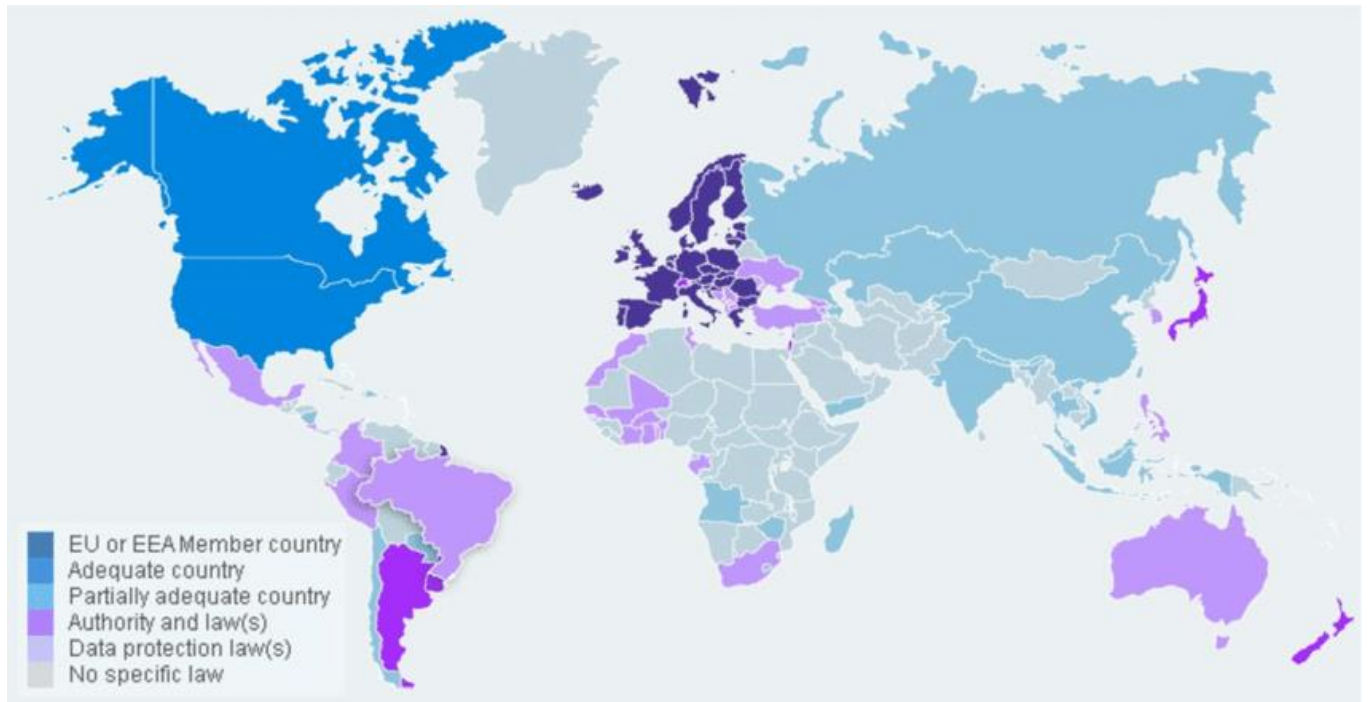 EU or EEA Member country
Adequate country
Partially adequate country
Authority and law(s)
Data protection law(s)
No specific law